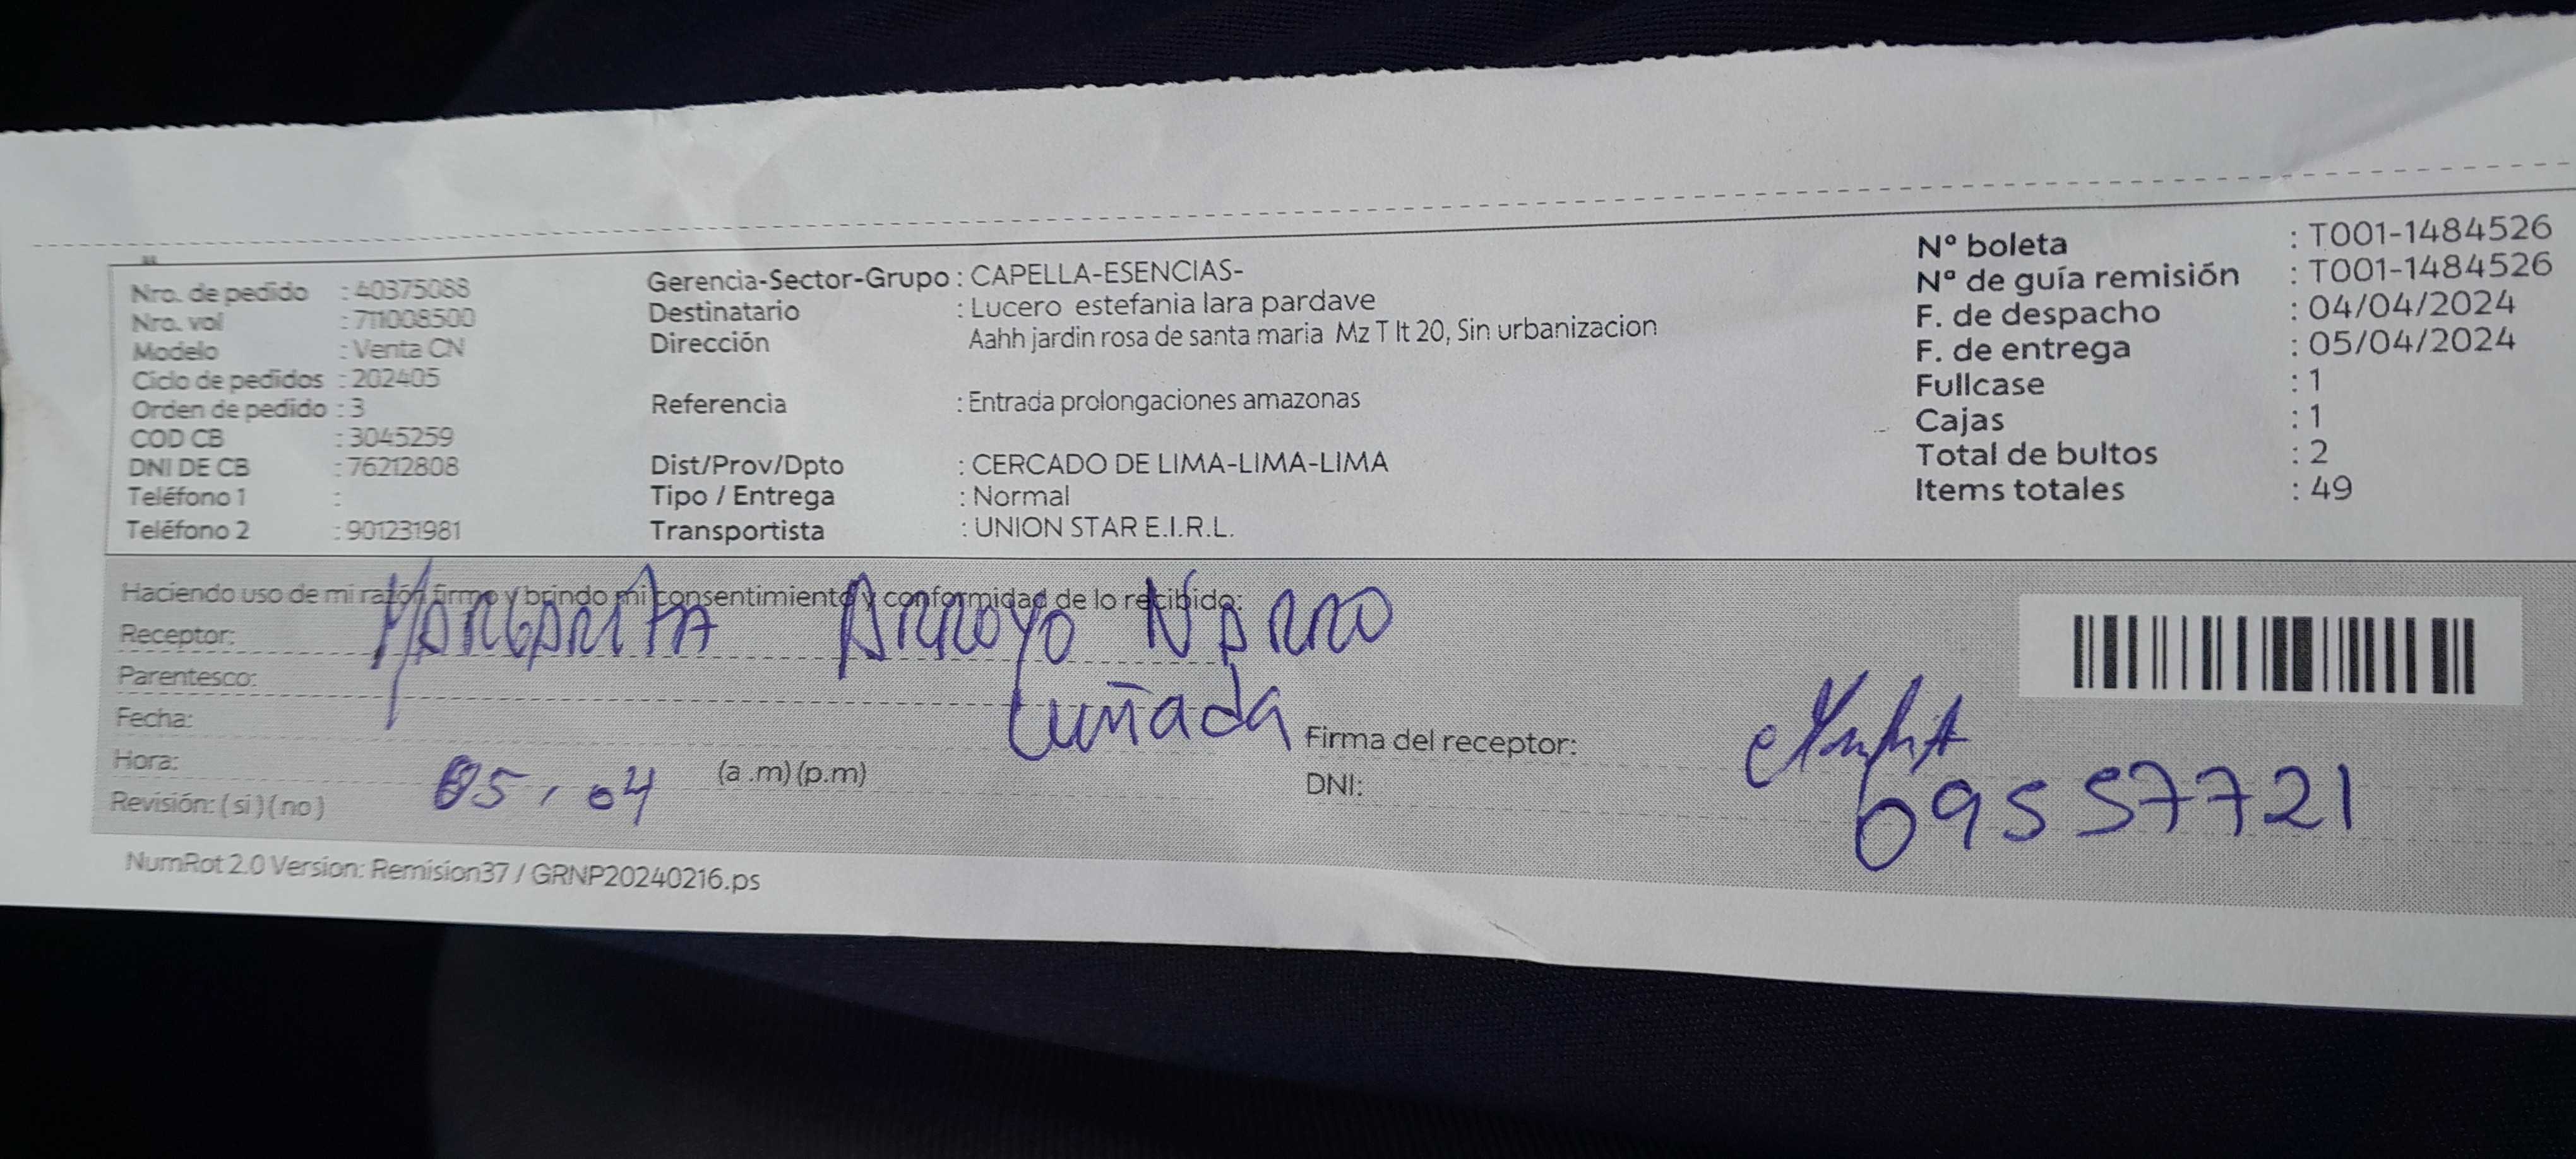 Nro. de pedido : 40375088
Nro. vol : 711008500
Modelo : Venta CN
Ciclo de pedidos : 202405
Orden de pedido : 3
COD CB : 3045259
DNI DE CB : 76212808
Teléfono 1 :
Teléfono 2 : 901231981
Gerencia-Sector-Grupo : CAPELLA-ESENCIAS-
Destinatario : Lucero estefania lara pardave
Dirección Aahh jardin rosa de santa maria Mz T lt 20, Sin urbanizacion
Referencia : Entrada prolongaciones amazonas
Dist/Prov/Dpto : CERCADO DE LIMA-LIMA-LIMA
Tipo / Entrega : Normal
Transportista : UNION STAR E.I.R.L.
N° boleta : T001-1484526
N° de guía remisión : T001-1484526
F. de despacho : 04/04/2024
F. de entrega : 05/04/2024
Fullcase : 1
Cajas : 1
Total de bultos : 2
Items totales : 49
Haciendo uso de mi razón firmo y brindo mi consentimiento y conformidad de lo recibido:
Receptor: MARGARITA ARROYO NARRO
Parentesco: Cuñada
Fecha:
Hora: 05, 04 (a .m) (p.m)
Revisión: ( si ) ( no )
Firma del receptor:
DNI: 09557721
NumRot 2.0 Version: Remision37 / GRNP20240216.ps